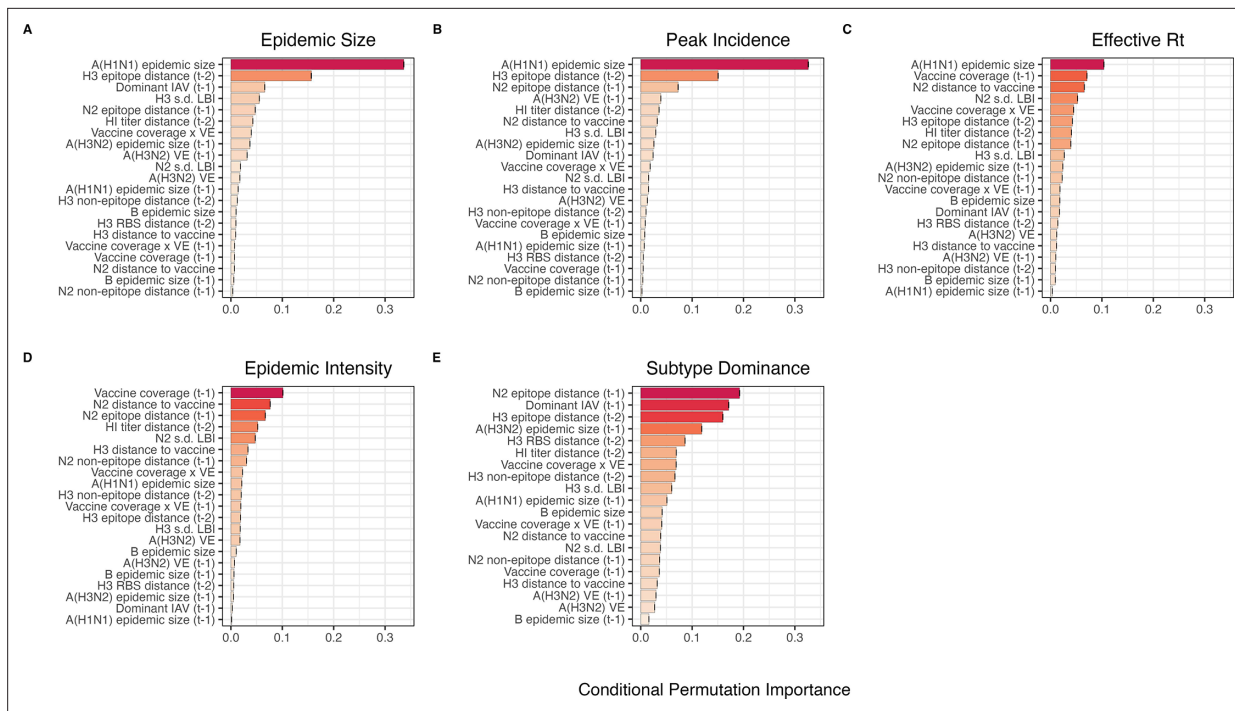 A
Epidemic Size
A(H1N1) epidemic size
H3 epitope distance (t-2)
Dominant IAV (t-1)
H3 s.d. LBI
N2 epitope distance (t-1)
HI titer distance (t-2)
Vaccine coverage x VE
A(H3N2) epidemic size (t-1)
A(H3N2) VE (t-1)
N2 s.d. LBI
A(H3N2) VE
A(H1N1) epidemic size (t-1)
H3 non-epitope distance (t-2)
B epidemic size
H3 RBS distance (t-2)
H3 distance to vaccine
Vaccine coverage x VE (t-1)
Vaccine coverage (t-1)
N2 distance to vaccine
B epidemic size (t-1)
N2 non-epitope distance (t-1)
0.0 0.1 0.2 0.3
B
Peak Incidence
A(H1N1) epidemic size
H3 epitope distance (t-2)
N2 epitope distance (t-1)
A(H3N2) VE (t-1)
HI titer distance (t-2)
N2 distance to vaccine
H3 s.d. LBI
A(H3N2) epidemic size (t-1)
Dominant IAV (t-1)
Vaccine coverage x VE
N2 s.d. LBI
H3 distance to vaccine
A(H3N2) VE
H3 non-epitope distance (t-2)
Vaccine coverage x VE (t-1)
B epidemic size
A(H1N1) epidemic size (t-1)
H3 RBS distance (t-2)
Vaccine coverage (t-1)
N2 non-epitope distance (t-1)
B epidemic size (t-1)
0.0 0.1 0.2 0.3
C
Effective Rt
A(H1N1) epidemic size
Vaccine coverage (t-1)
N2 distance to vaccine
N2 s.d. LBI
Vaccine coverage x VE
H3 epitope distance (t-2)
HI titer distance (t-2)
N2 epitope distance (t-1)
H3 s.d. LBI
A(H3N2) epidemic size (t-1)
N2 non-epitope distance (t-1)
Vaccine coverage x VE (t-1)
B epidemic size
Dominant IAV (t-1)
H3 RBS distance (t-2)
A(H3N2) VE
H3 distance to vaccine
A(H3N2) VE (t-1)
H3 non-epitope distance (t-2)
B epidemic size (t-1)
A(H1N1) epidemic size (t-1)
0.0 0.1 0.2 0.3
D
Epidemic Intensity
Vaccine coverage (t-1)
N2 distance to vaccine
N2 epitope distance (t-1)
HI titer distance (t-2)
N2 s.d. LBI
H3 distance to vaccine
N2 non-epitope distance (t-1)
Vaccine coverage x VE
A(H1N1) epidemic size
H3 non-epitope distance (t-2)
Vaccine coverage x VE (t-1)
H3 epitope distance (t-2)
H3 s.d. LBI
A(H3N2) VE
B epidemic size
A(H3N2) VE (t-1)
B epidemic size (t-1)
H3 RBS distance (t-2)
A(H3N2) epidemic size (t-1)
Dominant IAV (t-1)
A(H1N1) epidemic size (t-1)
0.0 0.1 0.2 0.3
E
Subtype Dominance
N2 epitope distance (t-1)
Dominant IAV (t-1)
H3 epitope distance (t-2)
A(H3N2) epidemic size (t-1)
H3 RBS distance (t-2)
HI titer distance (t-2)
Vaccine coverage x VE
H3 non-epitope distance (t-2)
H3 s.d. LBI
A(H1N1) epidemic size (t-1)
B epidemic size
Vaccine coverage x VE (t-1)
N2 distance to vaccine
N2 s.d. LBI
N2 non-epitope distance (t-1)
Vaccine coverage (t-1)
H3 distance to vaccine
A(H3N2) VE (t-1)
A(H3N2) VE
B epidemic size (t-1)
0.0 0.1 0.2 0.3
Conditional Permutation Importance